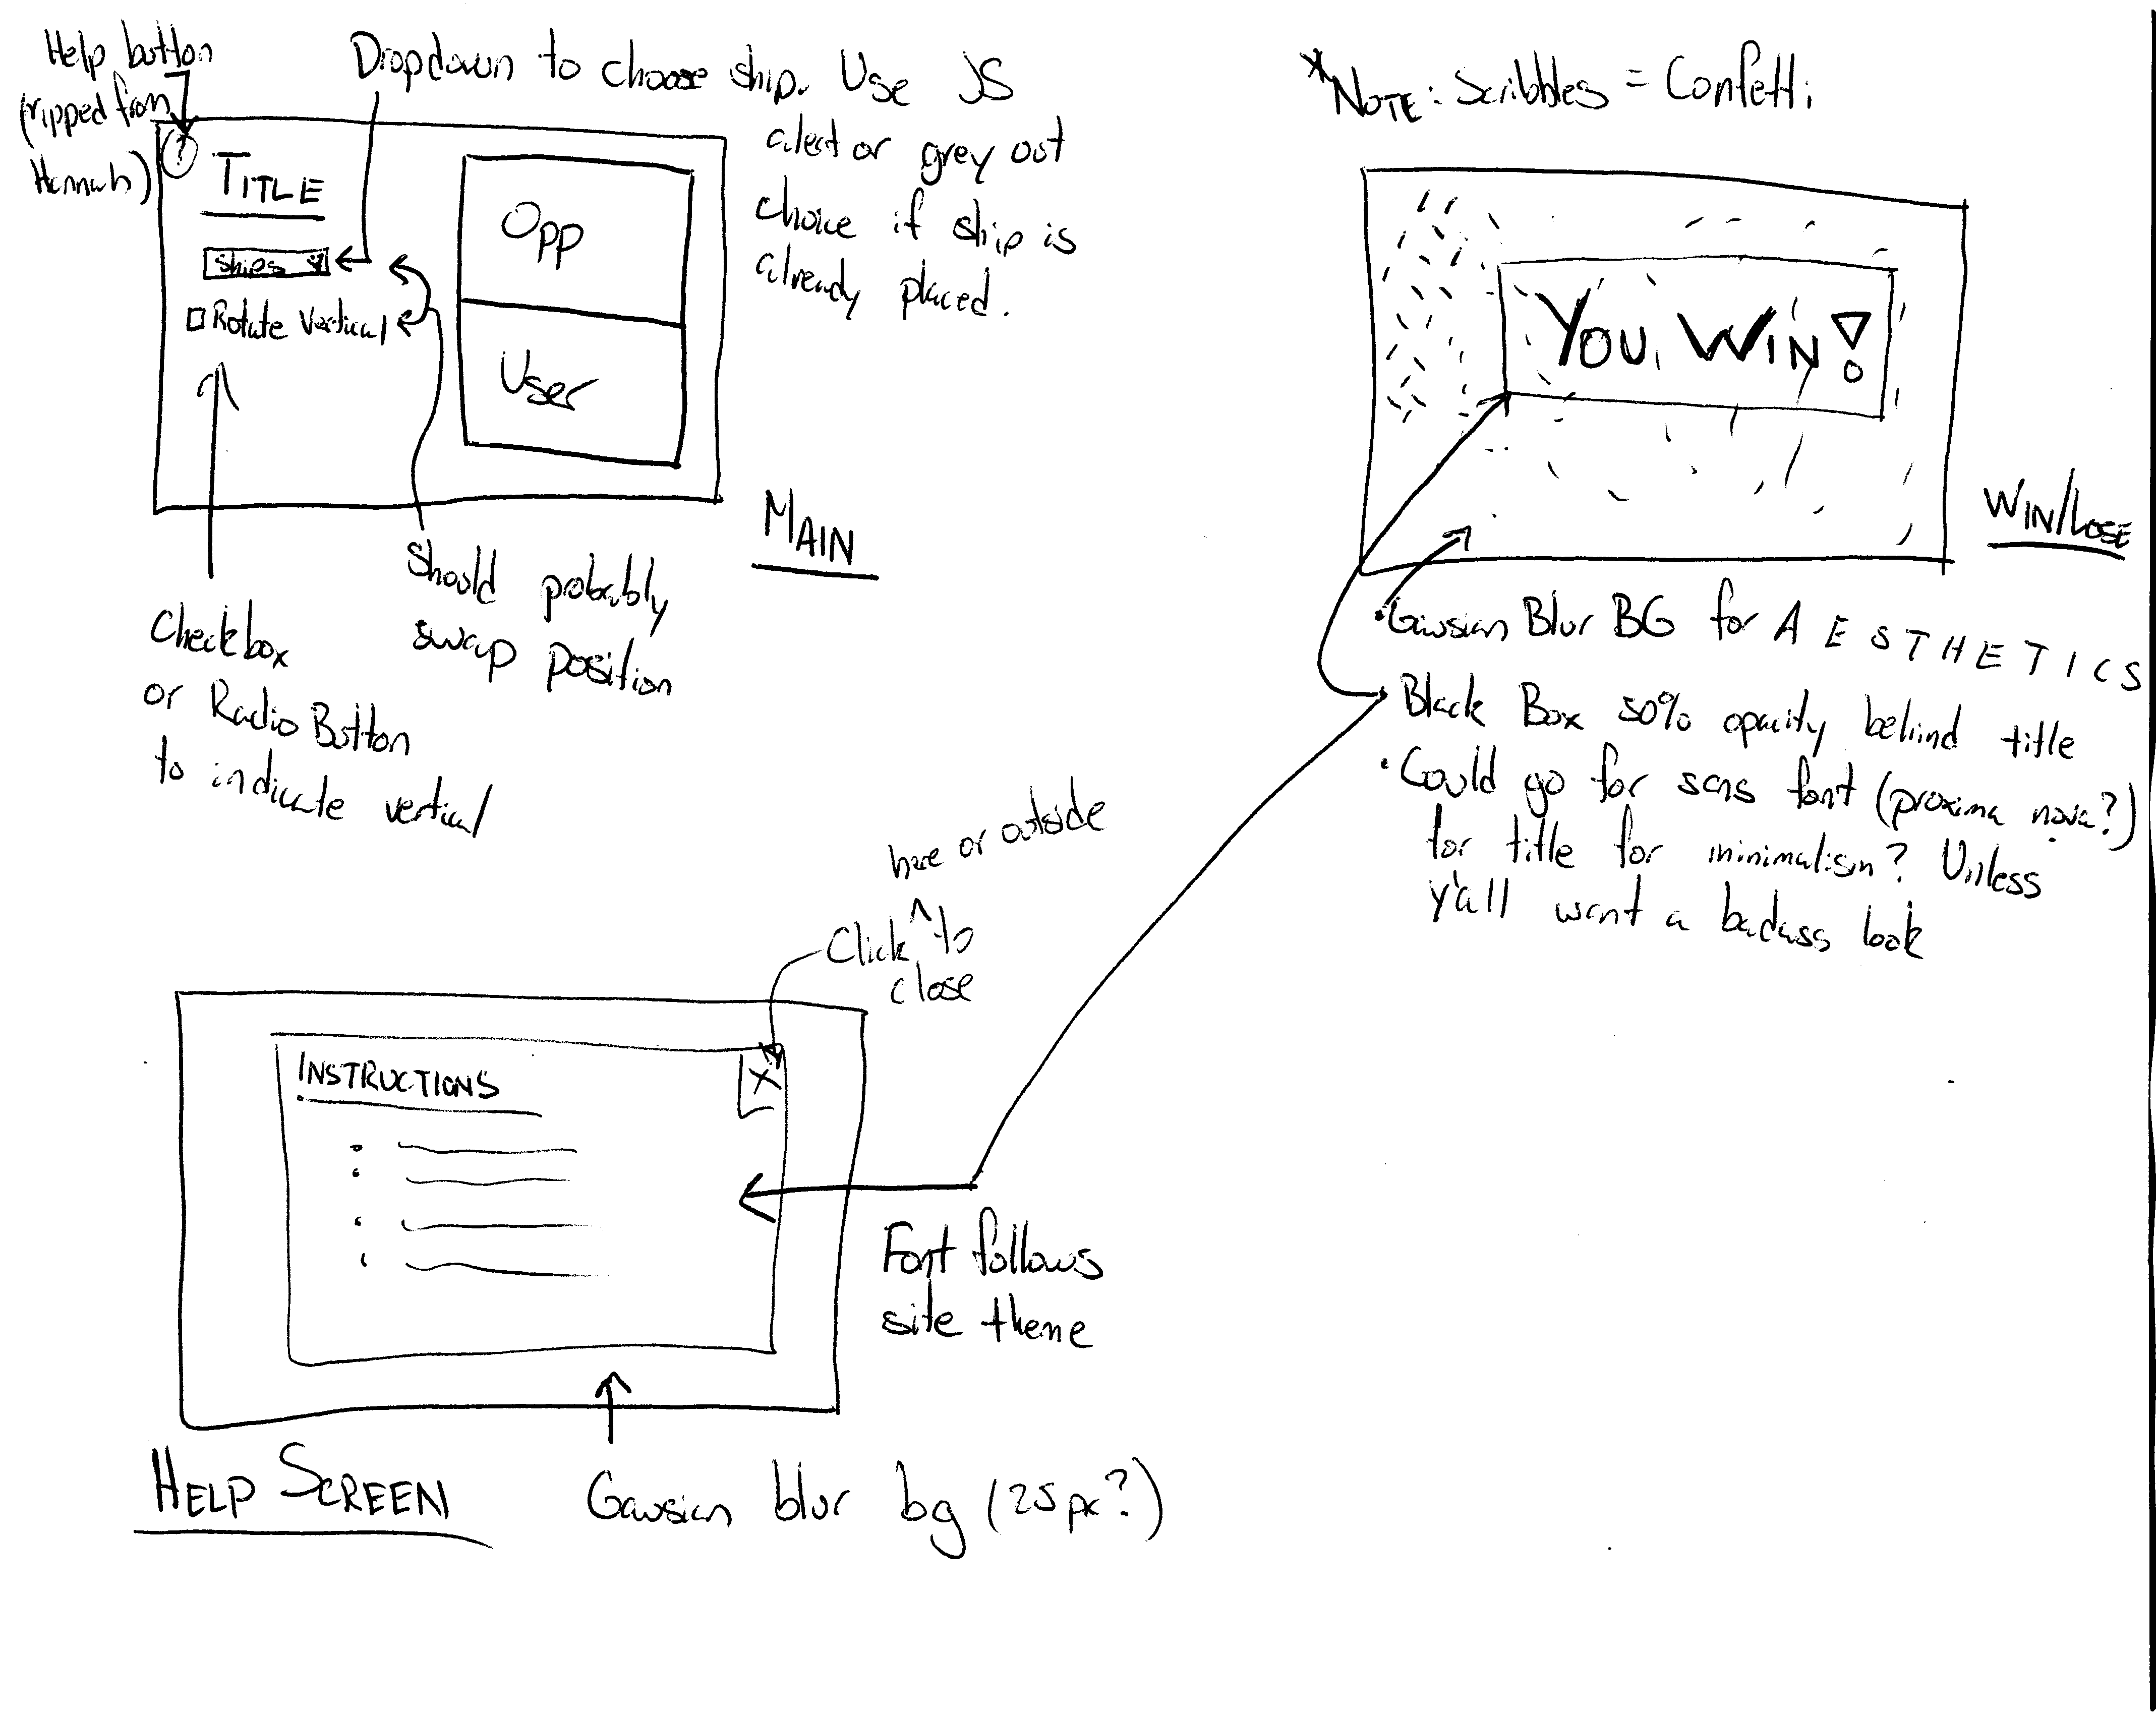 Help button
(ripped from
Hannah)
Dropdown to choose ship. Use JS
alert or grey out
choice if ship is
already placed.
?
TITLE
ships
Rotate Vertical
Opp
User
MAIN
Should probably
swap position
Checkbox
or Radio Button
to indicate vertical
*NOTE: Scribbles = Confetti
YOU WIN!
WIN/LOSE
• Gausian Blur BG for A E S T H E T I C S
• Black Box 50% opacity behind title
• Could go for sans font (proxima nova?)
for title for minimalism? Unless
y'all want a badass look
here or outside
Click ^ to
close
INSTRUCTIONS
X
Font follows
site theme
HELP SCREEN
Gausian blur bg (25px?)